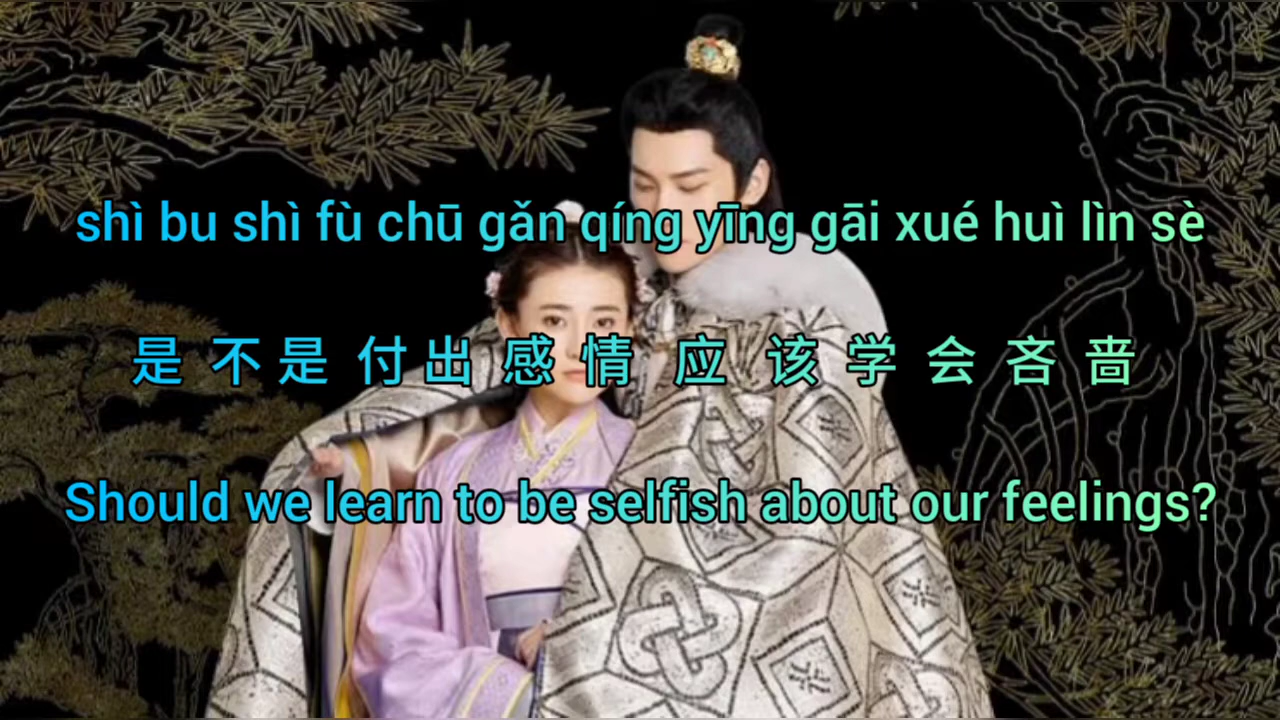 shì bu shì fù chū gǎn qíng yīng gāi xué huì lìn sè
是 不 是 付 出 感 情 应 该 学 会 吝 啬
Should we learn to be selfish about our feelings?